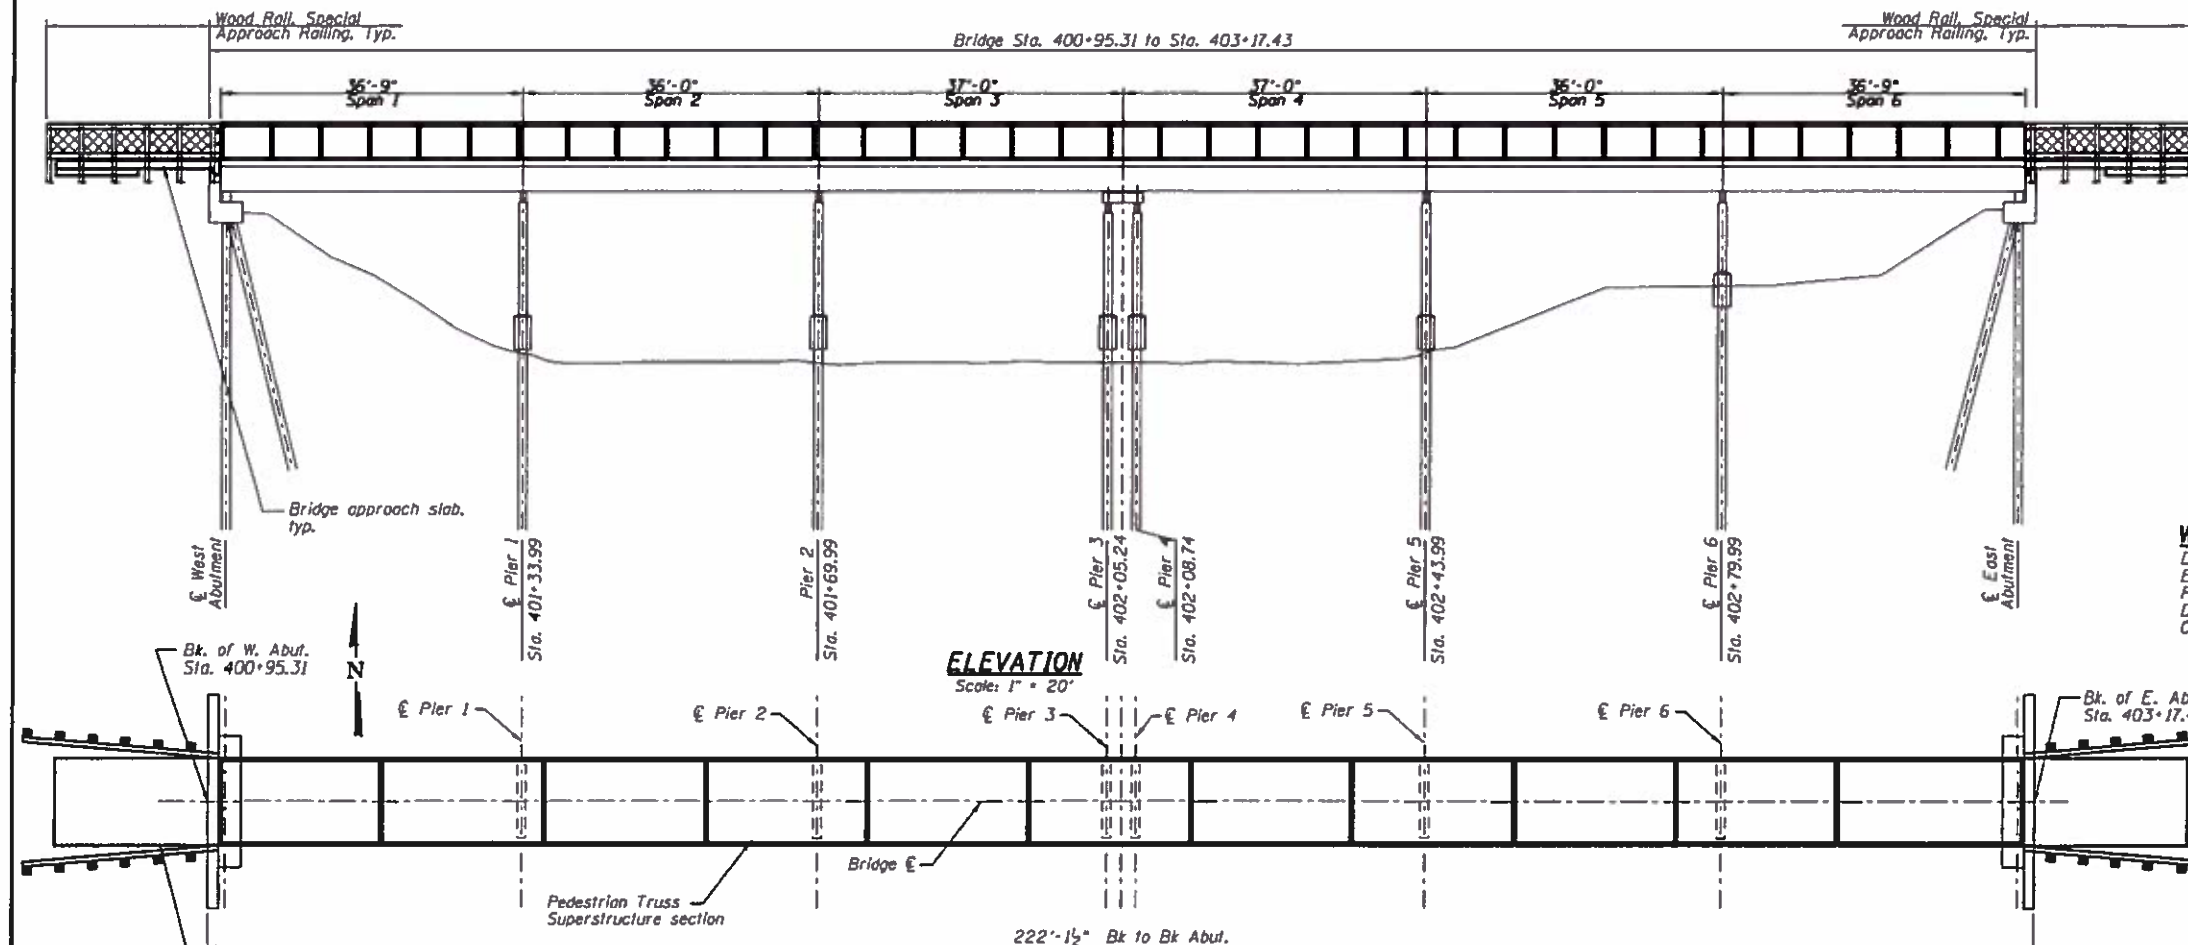 Wood Rail, Special
Approach Railing, Typ.
Wood Rail, Special
Approach Railing, Typ.
Bridge Sta. 400+95.31 to Sta. 403+17.43
36'-9"
Span 1
36'-0"
Span 2
37'-0"
Span 3
37'-0"
Span 4
36'-0"
Span 5
36'-9"
Span 6
Bridge approach slab,
typ.
℄ West
Abutment
℄ Pier 1
Sta. 401+33.99
Pier 2
Sta. 401+69.99
℄ Pier 3
Sta. 402+05.24
℄ Pier
Sta. 402+08.74
℄ Pier 5
Sta. 402+43.99
℄ Pier 6
Sta. 402+79.99
℄ East
Abutment
ELEVATION
Scale: 1" = 20'
Bk. of W. Abut.
Sta. 400+95.31
N
℄ Pier 1
℄ Pier 2
℄ Pier 3
℄ Pier 4
℄ Pier 5
℄ Pier 6
Bk. of E. Ab
Sta. 403+17.4
Bridge ℄
Pedestrian Truss
Superstructure section
222'-1½" Bk to Bk Abut.